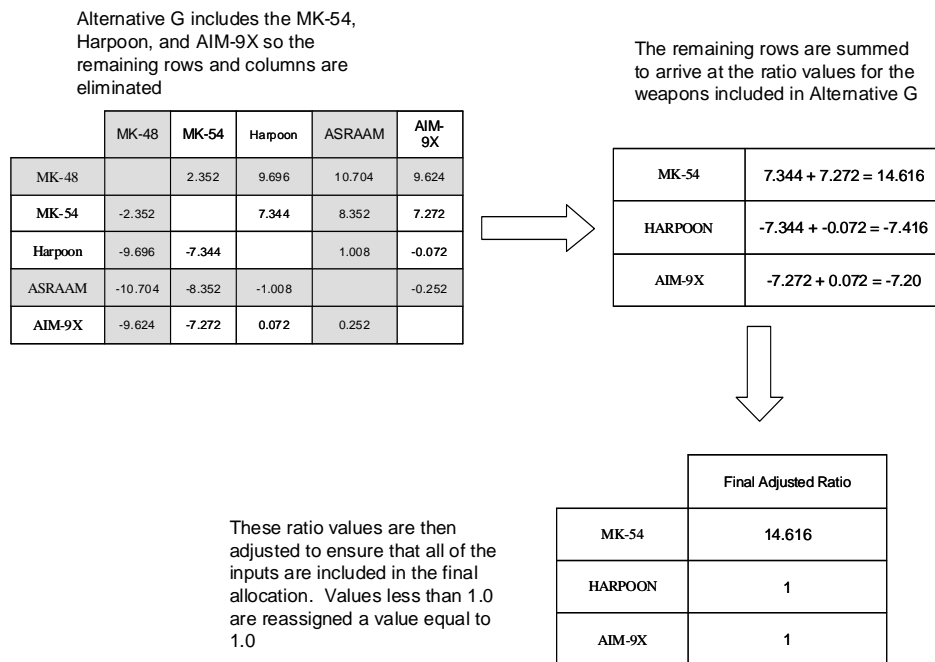 Alternative G includes the MK-54,
Harpoon, and AIM-9X so the
remaining rows and columns are
eliminated
MK-48 MK-54 Harpoon ASRAAM AIM-
9X
MK-48 2.352 9.696 10.704 9.624
MK-54 -2.352 7.344 8.352 7.272
Harpoon -9.696 -7.344 1.008 -0.072
ASRAAM -10.704 -8.352 -1.008 -0.252
AIM-9X -9.624 -7.272 0.072 0.252
The remaining rows are summed
to arrive at the ratio values for the
weapons included in Alternative G
MK-54 7.344 + 7.272 = 14.616
HARPOON -7.344 + -0.072 = -7.416
AIM-9X -7.272 + 0.072 = -7.20
These ratio values are then
adjusted to ensure that all of the
inputs are included in the final
allocation. Values less than 1.0
are reassigned a value equal to
1.0
Final Adjusted Ratio
MK-54 14.616
HARPOON 1
AIM-9X 1